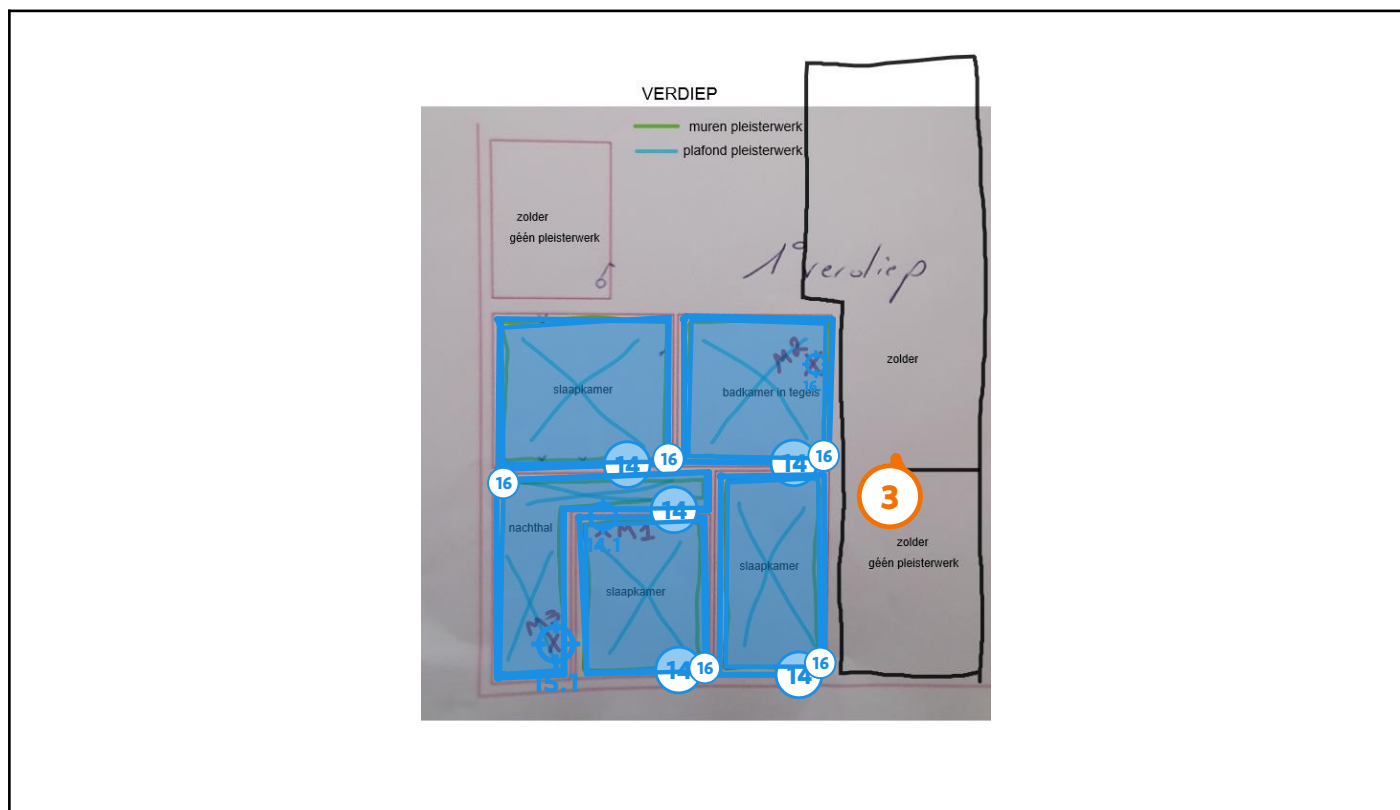 VERDIEP
muren pleisterwerk
plafond pleisterwerk
zolder
géén pleisterwerk
6
1° verdiep
zolder
slaapkamer
M2
X
16
badkamer in tegels
14
16
14
16
16
14
3
nachthal
X M1
14.1
zolder
géén pleisterwerk
slaapkamer
slaapkamer
M3
X
15.1
14
16
14
16